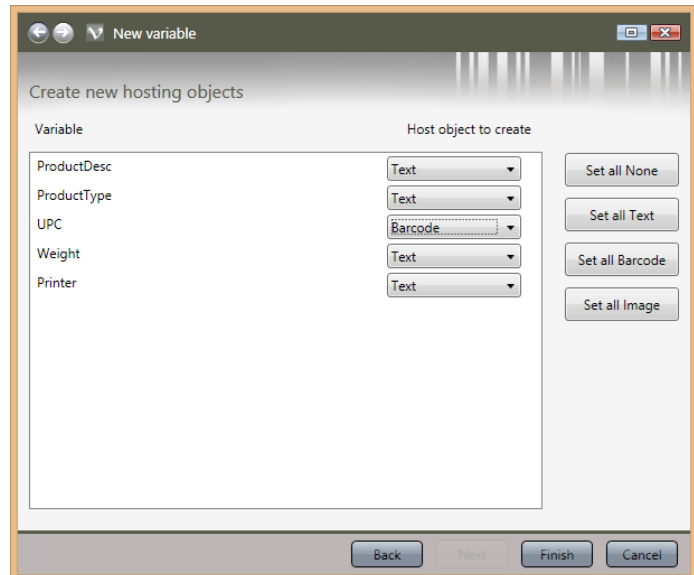 New variable
Create new hosting objects
Variable Host object to create
ProductDesc Text
Set all None
ProductType Text
Set all Text
UPC Barcode
Weight Text
Set all Barcode
Printer Text
Set all Image
Back Next Finish Cancel